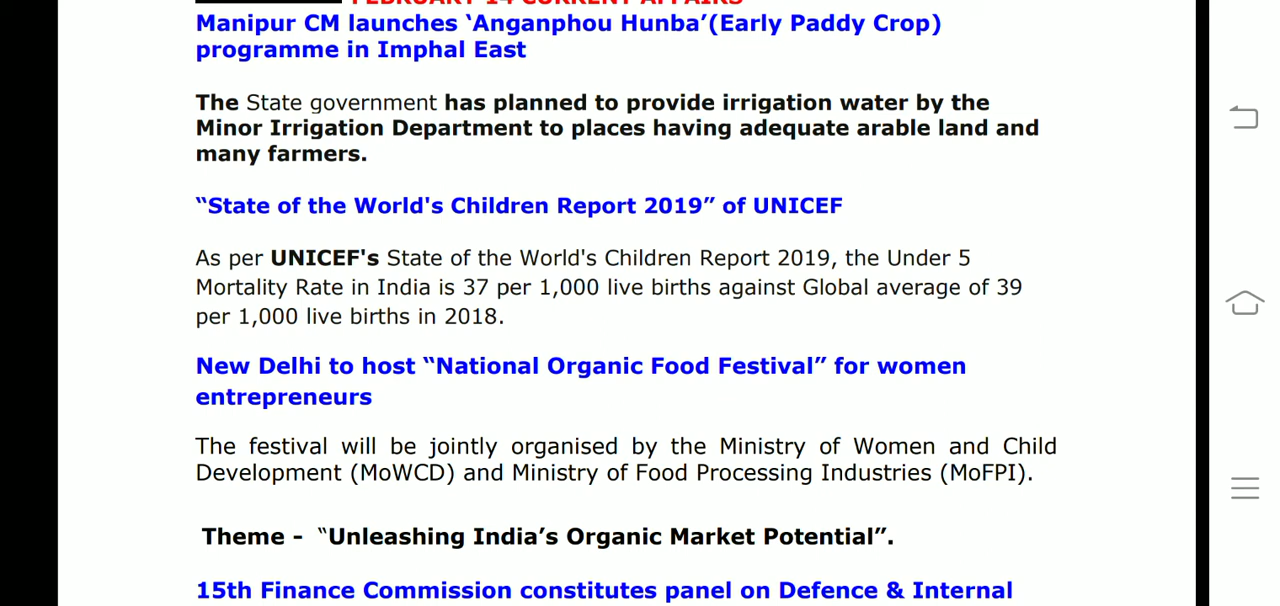 FEBRUARY 14 CURRENT AFFAIRS
Manipur CM launches ‘Anganphou Hunba’(Early Paddy Crop)
programme in Imphal East
The State government has planned to provide irrigation water by the
Minor Irrigation Department to places having adequate arable land and
many farmers.
“State of the World's Children Report 2019” of UNICEF
As per UNICEF's State of the World's Children Report 2019, the Under 5
Mortality Rate in India is 37 per 1,000 live births against Global average of 39
per 1,000 live births in 2018.
New Delhi to host “National Organic Food Festival” for women
entrepreneurs
The festival will be jointly organised by the Ministry of Women and Child
Development (MoWCD) and Ministry of Food Processing Industries (MoFPI).
Theme - “Unleashing India’s Organic Market Potential”.
15th Finance Commission constitutes panel on Defence & Internal